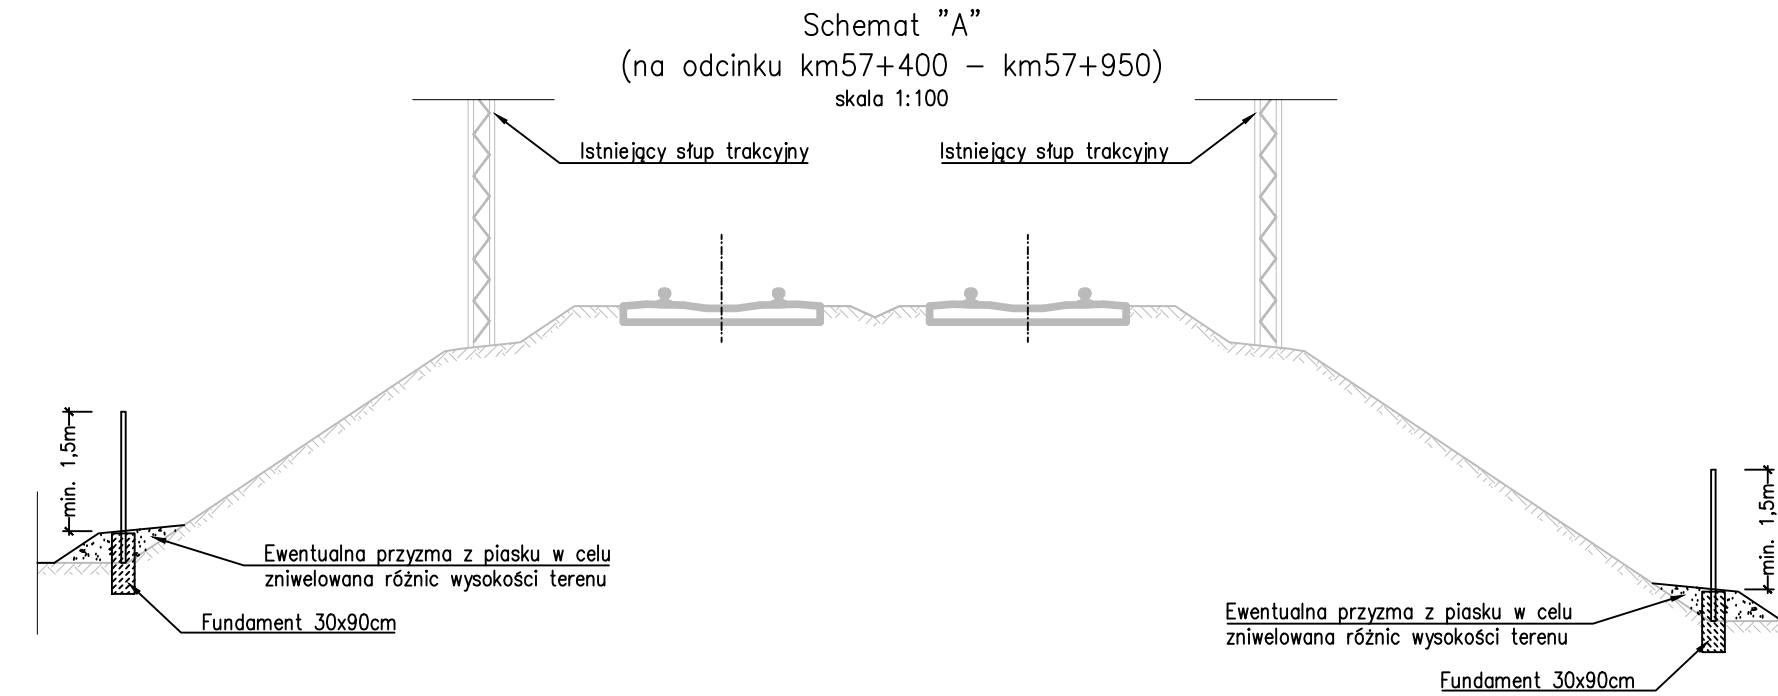 Schemat "A"
(na odcinku km57+400 – km57+950)
skala 1:100
Istniejący słup trakcyjny
Istniejący słup trakcyjny
min. 1,5m
Ewentualna przyzma z piasku w celu
zniwelowana różnic wysokości terenu
Fundament 30x90cm
min. 1,5m
Ewentualna przyzma z piasku w celu
zniwelowana różnic wysokości terenu
Fundament 30x90cm